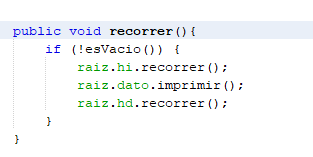 public void recorrer(){
    if (!esVacio()) {
        raiz.hi.recorrer();
        raiz.dato.imprimir();
        raiz.hd.recorrer();
    }
}